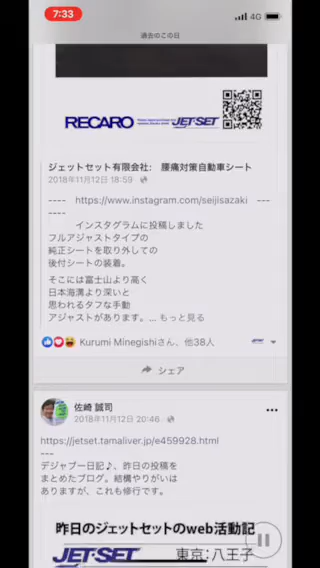 7:33
4G
過去のこの日
RECARO
JET-SET
ジェットセット有限会社:　腰痛対策自動車シート
2018年11月12日 18:59
---- https://www.instagram.com/seijisazaki ---
-------
インスタグラムに投稿しました
フルアジャストタイプの
純正シートを取り外しての
後付シートの装着。
そこには富士山より高く
日本海溝より深いと
思われるタフな手動
アジャストがあります。... もっと見る
Kurumi Minegishiさん、他38人
シェア
佐崎 誠司
2018年11月12日 20:46
https://jetset.tamaliver.jp/e459928.html
---
デジャブー日記♪、昨日の投稿を
まとめたブログ。結構やりがいは
ありますが、これも修行です。
昨日のジェットセットのweb活動記
JET-SET 東京：八王子